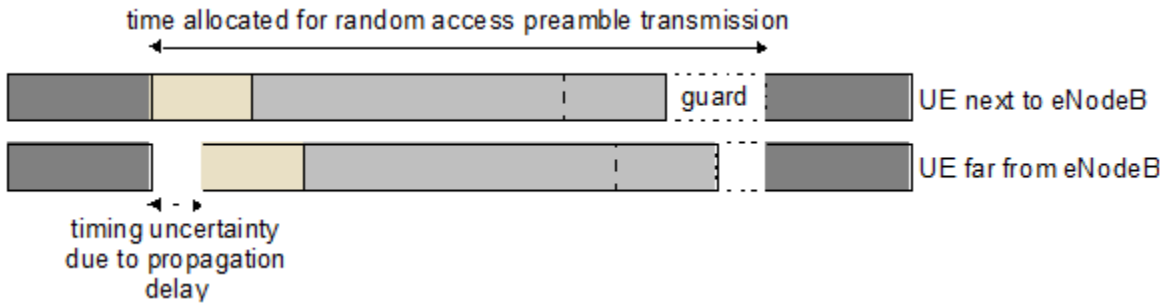 time allocated for random access preamble transmission
guard
UE next to eNodeB
UE far from eNodeB
timing uncertainty
due to propagation
delay